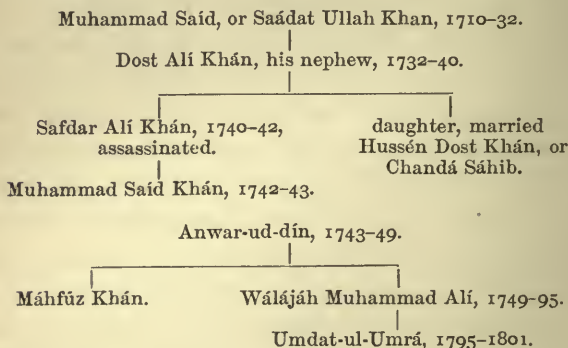 Muhammad Saíd, or Saádat Ullah Khan, 1710–32.
Dost Alí Khán, his nephew, 1732–40.
Safdar Alí Khán, 1740–42,
assassinated.
daughter, married
Hussén Dost Khán, or
Chandá Sáhib.
Muhammad Saíd Khán, 1742–43.
Anwar-ud-dín, 1743–49.
Máhfúz Khán.
Wálájáh Muhammad Alí, 1749–95.
Umdat-ul-Umrá, 1795–1801.